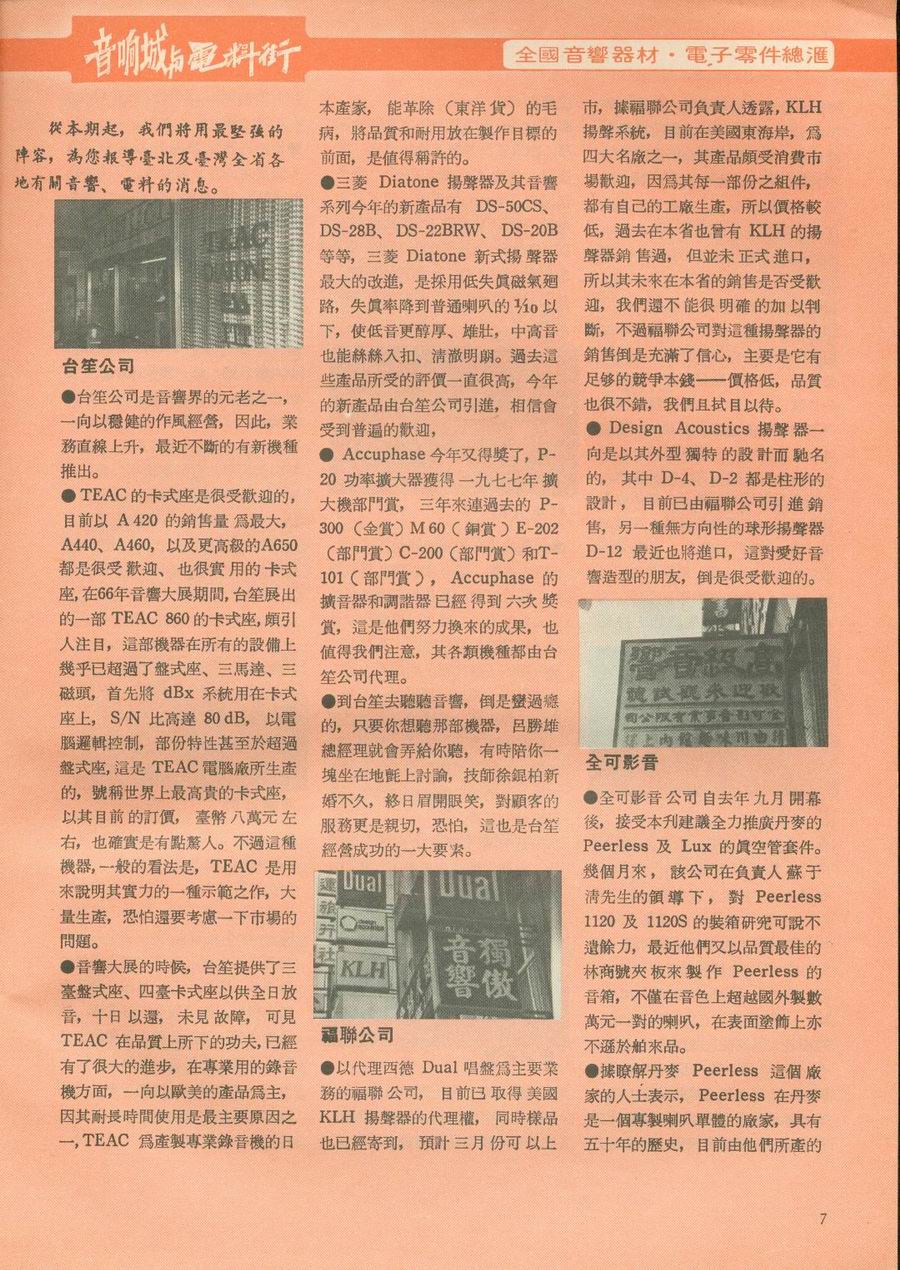 音响城与電料街
全國音響器材·電子零件總滙
從本期起，我們將用最堅強的
陣容，為您報導臺北及臺灣全省各
地有關音響、電料的消息。
TEAC
台笙公司
●台笙公司是音響界的元老之一，
一向以穩健的作風經營，因此，業
務直線上升，最近不斷的有新機種
推出。
●TEAC的卡式座是很受歡迎的，
目前以 A420 的銷售量爲最大，
A440、A460，以及更高級的A650
都是很受歡迎、也很實用的卡式
座，在66年音響大展期間，台笙展出
的一部 TEAC 860 的卡式座，頗引
人注目，這部機器在所有的設備上
幾乎已超過了盤式座、三馬達、三
磁頭，首先將 dBx 系統用在卡式
座上，S/N 比高達 80dB，以電
腦邏輯控制，部份特性甚至於超過
盤式座，這是 TEAC 電腦廠所生產
的，號稱世界上最高貴的卡式座，
以其目前的訂價，臺幣八萬元左
右，也確實是有點驚人。不過這種
機器，一般的看法是，TEAC 是用
來說明其實力的一種示範之作，大
量生產，恐怕還要考慮一下市場的
問題。
●音響大展的時候，台笙提供了三
臺盤式座、四臺卡式座以供全日放
音，十日以還，未見故障，可見
TEAC 在品質上所下的功夫，已經
有了很大的進步，在專業用的錄音
機方面，一向以歐美的產品爲主，
因其耐長時間使用是最主要原因之
一，TEAC 爲產製專業錄音機的日
本產家，能革除（東洋貨）的毛
病，將品質和耐用放在製作目標的
前面，是值得稱許的。
●三菱 Diatone 揚聲器及其音響
系列今年的新產品有 DS-50CS、
DS-28B、DS-22BRW、DS-20B
等等，三菱 Diatone 新式揚聲器
最大的改進，是採用低失眞磁氣廻
路，失眞率降到普通喇叭的 1/10 以
下，使低音更醇厚、雄壯，中高音
也能絲絲入扣、清澈明朗。過去這
些產品所受的評價一直很高，今年
的新產品由台笙公司引進，相信會
受到普遍的歡迎，
●Accuphase 今年又得獎了，P-
20 功率擴大器獲得一九七七年擴
大機部門賞，三年來連過去的 P-
300（金賞）M60（銅賞）E-202
（部門賞）C-200（部門賞）和T-
101（部門賞），Accuphase 的
擴音器和調諧器已經得到六次獎
賞，這是他們努力換來的成果，也
值得我們注意，其各類機種都由台
笙公司代理。
●到台笙去聽聽音響，倒是蠻過癮
的，只要你想聽那部機器，呂勝雄
總經理就會弄給你聽，有時陪你一
塊坐在地氈上討論，技師徐銀柏新
婚不久，終日眉開眼笑，對顧客的
服務更是親切，恐怕，這也是台笙
經營成功的一大要素。
Dual
Dual
旅行社
KLH
獨傲
音響
福聯公司
●以代理西德 Dual 唱盤爲主要業
務的福聯公司，目前已取得美國
KLH 揚聲器的代理權，同時樣品
也已經寄到，預計三月份可以上
市，據福聯公司負責人透露，KLH
揚聲系統，目前在美國東海岸，爲
四大名廠之一，其產品頗受消費市
場歡迎，因爲其每一部份之組件，
都有自己的工廠生產，所以價格較
低，過去在本省也曾有 KLH 的揚
聲器銷售過，但並未正式進口，
所以其未來在本省的銷售是否受歡
迎，我們還不能很明確的加以判
斷，不過福聯公司對這種揚聲器的
銷售倒是充滿了信心，主要是它有
足够的競爭本錢——價格低，品質
也很不錯，我們且拭目以待。
●Design Acoustics 揚聲器一
向是以其外型獨特的設計而馳名
的，其中 D-4、D-2 都是柱形的
設計，目前已由福聯公司引進銷
售，另一種無方向性的球形揚聲器
D-12 最近也將進口，這對愛好音
響造型的朋友，倒是很受歡迎的。
響音級高
聽試觀來迎歡
全可影音
●全可影音公司自去年九月開幕
後，接受本刋建議全力推廣丹麥的
Peerless 及 Lux 的眞空管套件。
幾個月來，該公司在負責人蘇于
淸先生的領導下，對 Peerless
1120 及 1120S 的裝箱研究可說不
遺餘力，最近他們又以品質最佳的
林商號夾板來製作 Peerless 的
音箱，不僅在音色上超越國外製數
萬元一對的喇叭，在表面塗飾上亦
不遜於舶來品。
●據瞭解丹麥 Peerless 這個廠
家的人士表示，Peerless 在丹麥
是一個專製喇叭單體的廠家，具有
五十年的歷史，目前由他們所產的
7